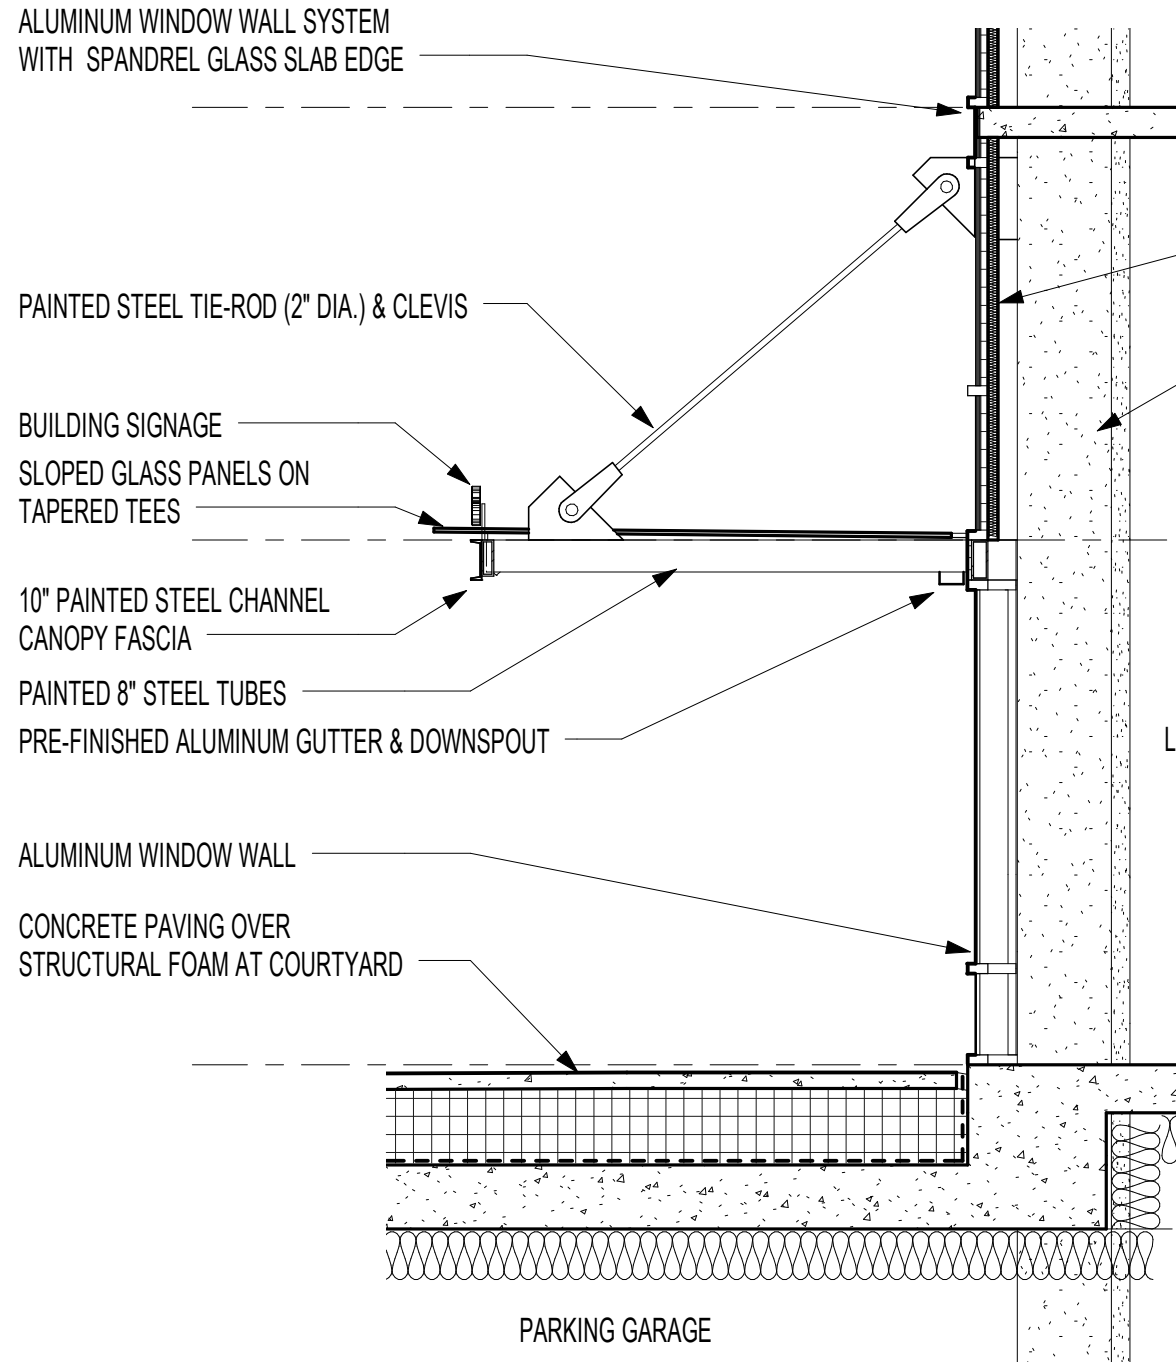 ALUMINUM WINDOW WALL SYSTEM
WITH SPANDREL GLASS SLAB EDGE
PAINTED STEEL TIE-ROD (2" DIA.) & CLEVIS
BUILDING SIGNAGE
SLOPED GLASS PANELS ON
TAPERED TEES
10" PAINTED STEEL CHANNEL
CANOPY FASCIA
PAINTED 8" STEEL TUBES
PRE-FINISHED ALUMINUM GUTTER & DOWNSPOUT
L
ALUMINUM WINDOW WALL
CONCRETE PAVING OVER
STRUCTURAL FOAM AT COURTYARD
PARKING GARAGE